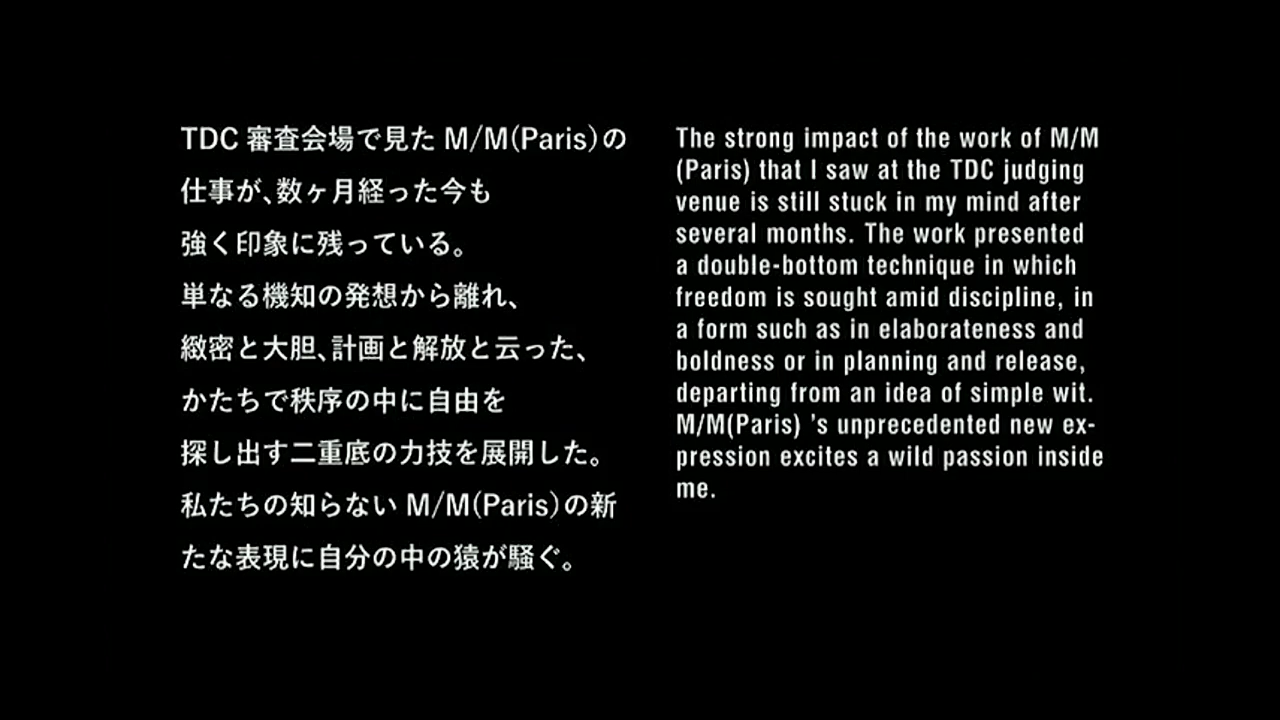 TDC 審査会場で見た M/M(Paris)の
仕事が、数ヶ月経った今も
強く印象に残っている。
単なる機知の発想から離れ、
緻密と大胆、計画と解放と云った、
かたちで秩序の中に自由を
探し出す二重底の力技を展開した。
私たちの知らない M/M(Paris)の新
たな表現に自分の中の猿が騒ぐ。
The strong impact of the work of M/M
(Paris) that I saw at the TDC judging
venue is still stuck in my mind after
several months. The work presented
a double-bottom technique in which
freedom is sought amid discipline, in
a form such as in elaborateness and
boldness or in planning and release,
departing from an idea of simple wit.
M/M(Paris) ’s unprecedented new ex-
pression excites a wild passion inside
me.